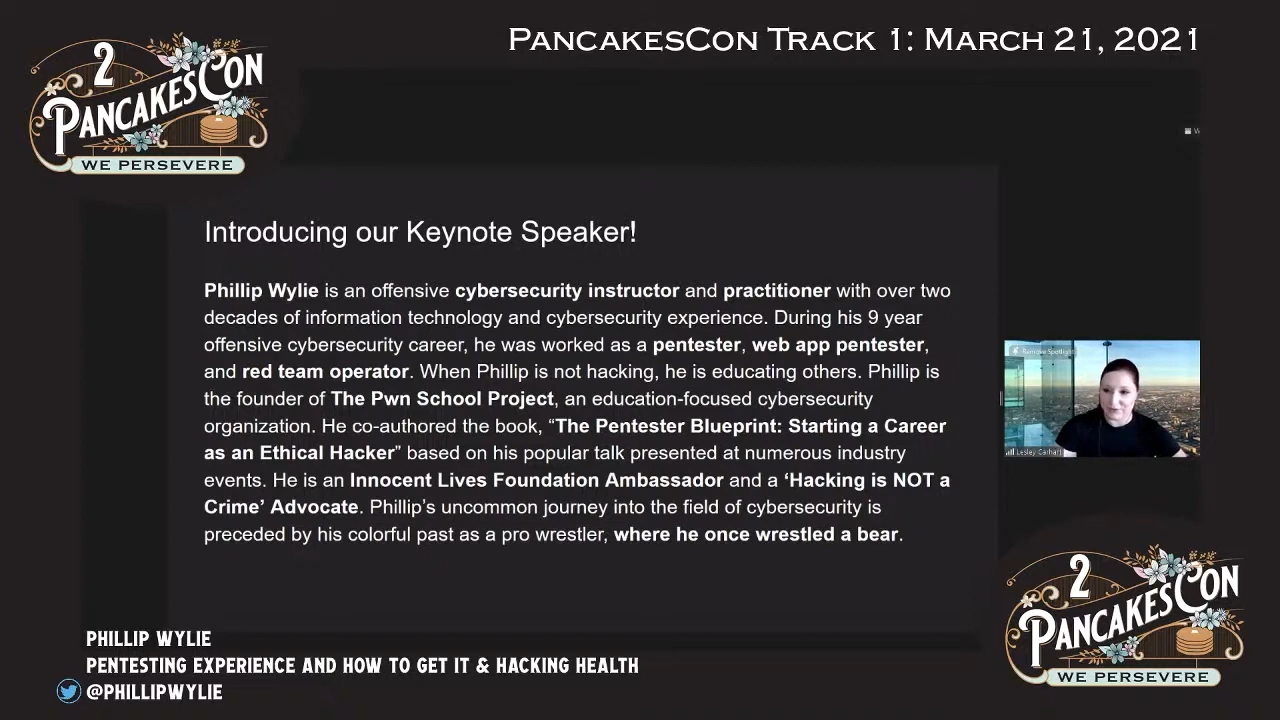 PANCAKESCON TRACK 1: MARCH 21, 2021
2
PANCAKESCON
WE PERSEVERE
Introducing our Keynote Speaker!
Phillip Wylie is an offensive cybersecurity instructor and practitioner with over two
decades of information technology and cybersecurity experience. During his 9 year
offensive cybersecurity career, he was worked as a pentester, web app pentester,
and red team operator. When Phillip is not hacking, he is educating others. Phillip is
the founder of The Pwn School Project, an education-focused cybersecurity
organization. He co-authored the book, “The Pentester Blueprint: Starting a Career
as an Ethical Hacker” based on his popular talk presented at numerous industry
events. He is an Innocent Lives Foundation Ambassador and a ‘Hacking is NOT a
Crime’ Advocate. Phillip’s uncommon journey into the field of cybersecurity is
preceded by his colorful past as a pro wrestler, where he once wrestled a bear.
Remove Spotlight
Lesley Carhart
PHILLIP WYLIE
PENTESTING EXPERIENCE AND HOW TO GET IT & HACKING HEALTH
@PHILLIPWYLIE
2
PANCAKESCON
WE PERSEVERE